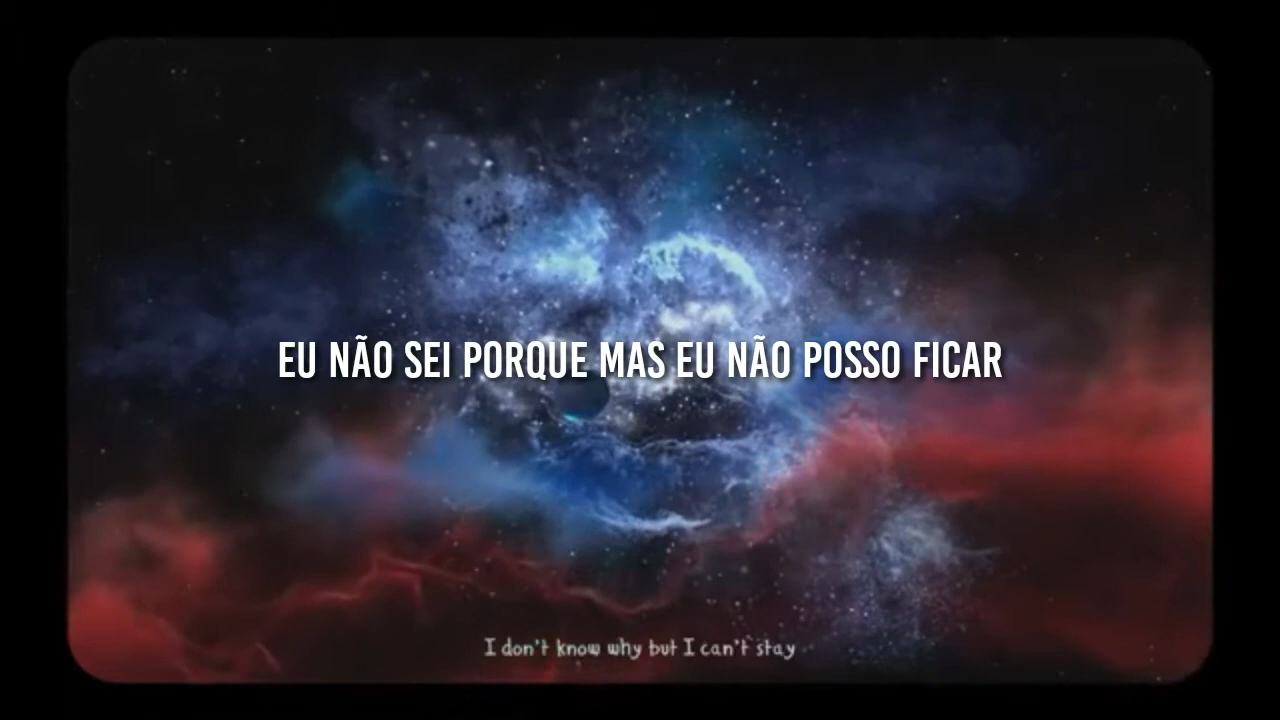 EU NÃO SEI PORQUE MAS EU NÃO POSSO FICAR
I don't know why but I can't stay